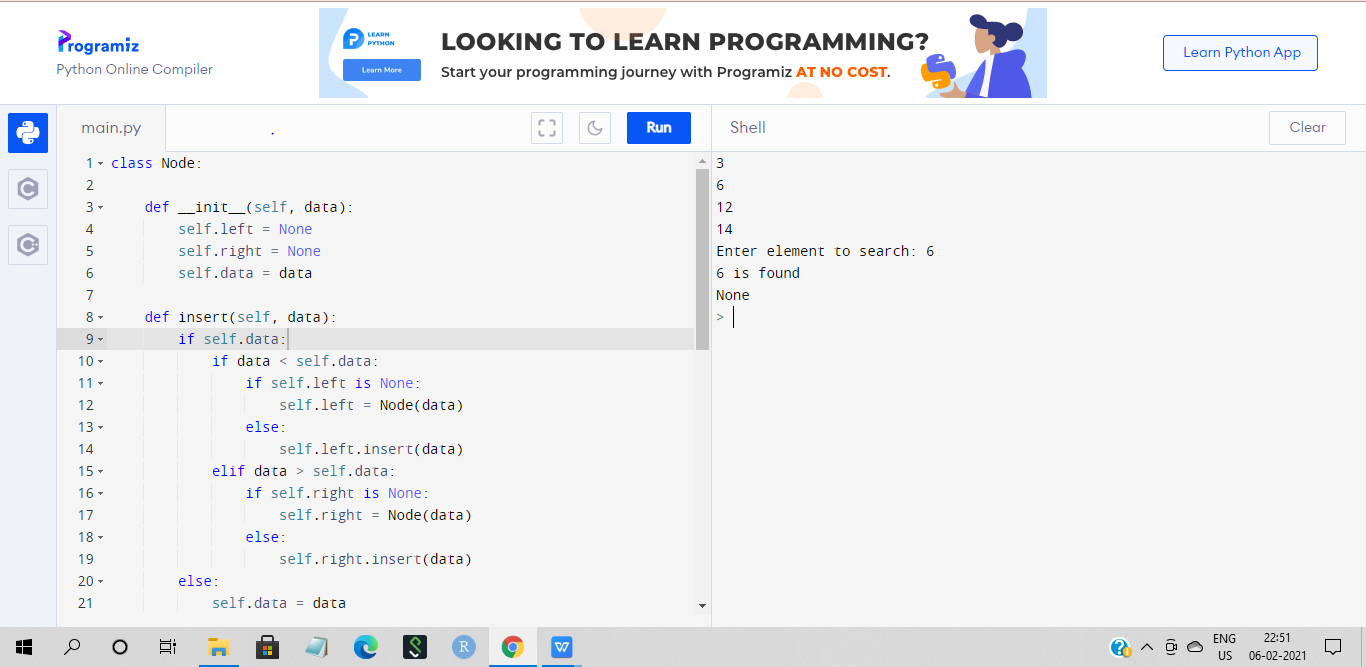 Programiz
Python Online Compiler
LEARN
PYTHON
Learn More
LOOKING TO LEARN PROGRAMMING?
Start your programming journey with Programiz AT NO COST.
Learn Python App
main.py
Run
Shell
Clear
1 class Node:
2
3 def __init__(self, data):
4 self.left = None
5 self.right = None
6 self.data = data
7
8 def insert(self, data):
9 if self.data:
10 if data < self.data:
11 if self.left is None:
12 self.left = Node(data)
13 else:
14 self.left.insert(data)
15 elif data > self.data:
16 if self.right is None:
17 self.right = Node(data)
18 else:
19 self.right.insert(data)
20 else:
21 self.data = data
3
6
12
14
Enter element to search: 6
6 is found
None
>
ENG
US
22:51
06-02-2021